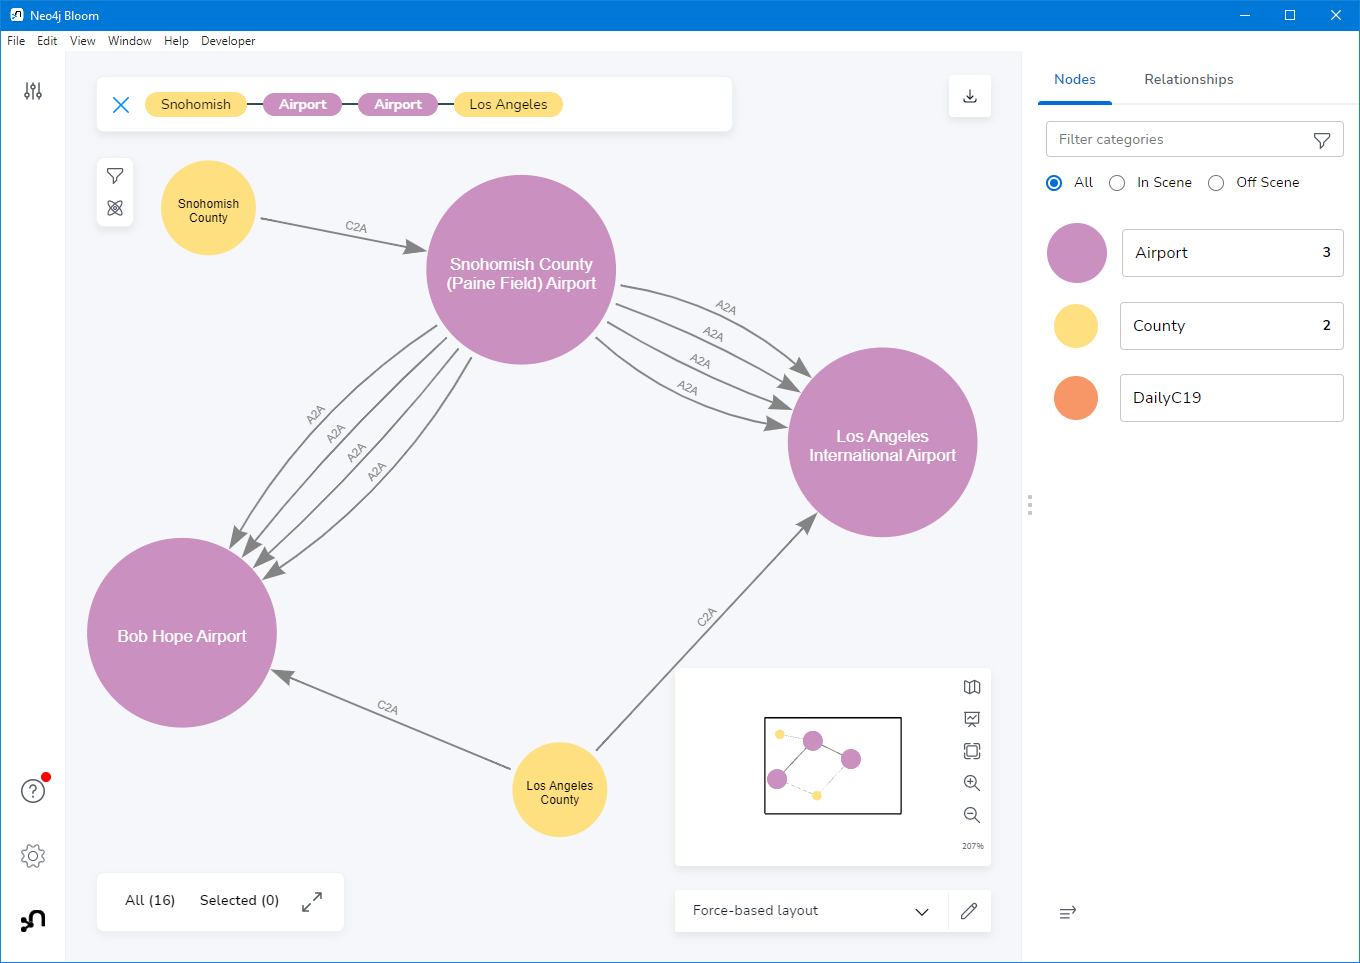 Neo4j Bloom
File Edit View Window Help Developer
Snohomish Airport Airport Los Angeles
Nodes Relationships
Filter categories
All In Scene Off Scene
Airport 3
County 2
DailyC19
Snohomish
County
C2A
Snohomish County
(Paine Field) Airport
A2A
A2A
A2A
A2A
A2A
A2A
A2A
A2A
Los Angeles
International Airport
Bob Hope Airport
C2A
C2A
Los Angeles
County
207%
All (16) Selected (0)
Force-based layout